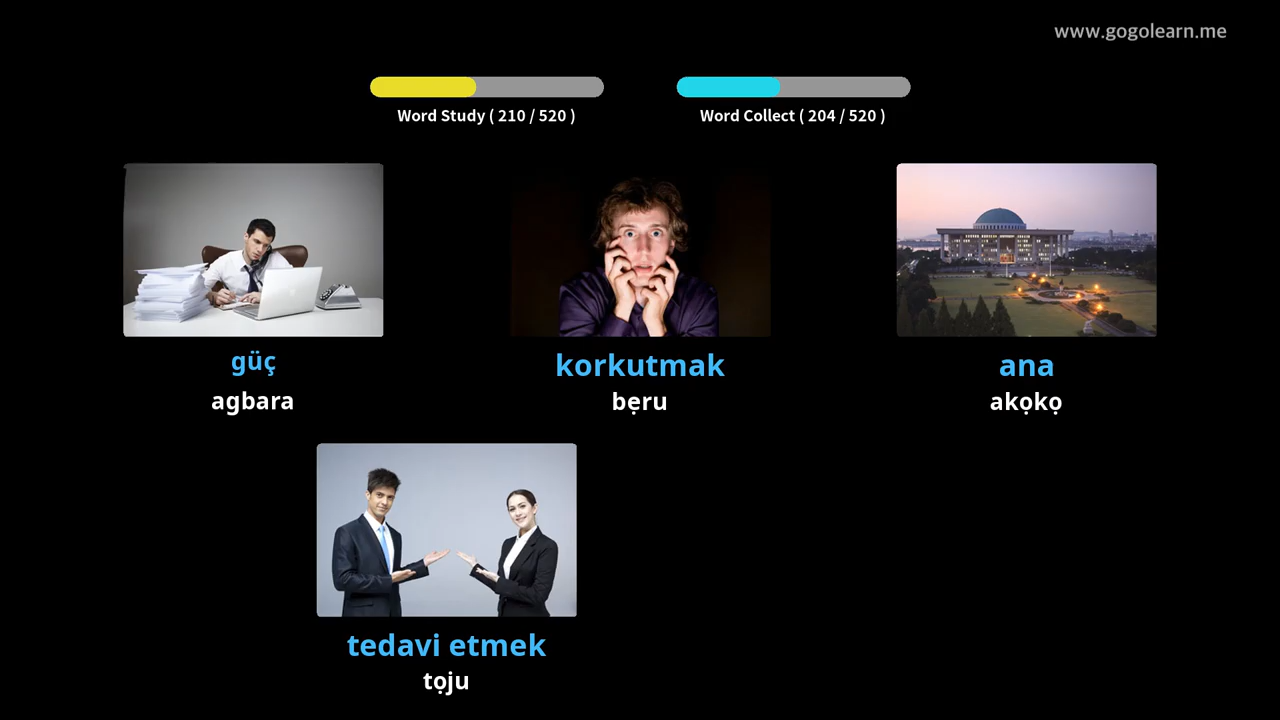 www.gogolearn.me
Word Study ( 210 / 520 )
Word Collect ( 204 / 520 )
güç
agbara
korkutmak
bẹru
ana
akọkọ
tedavi etmek
tọju